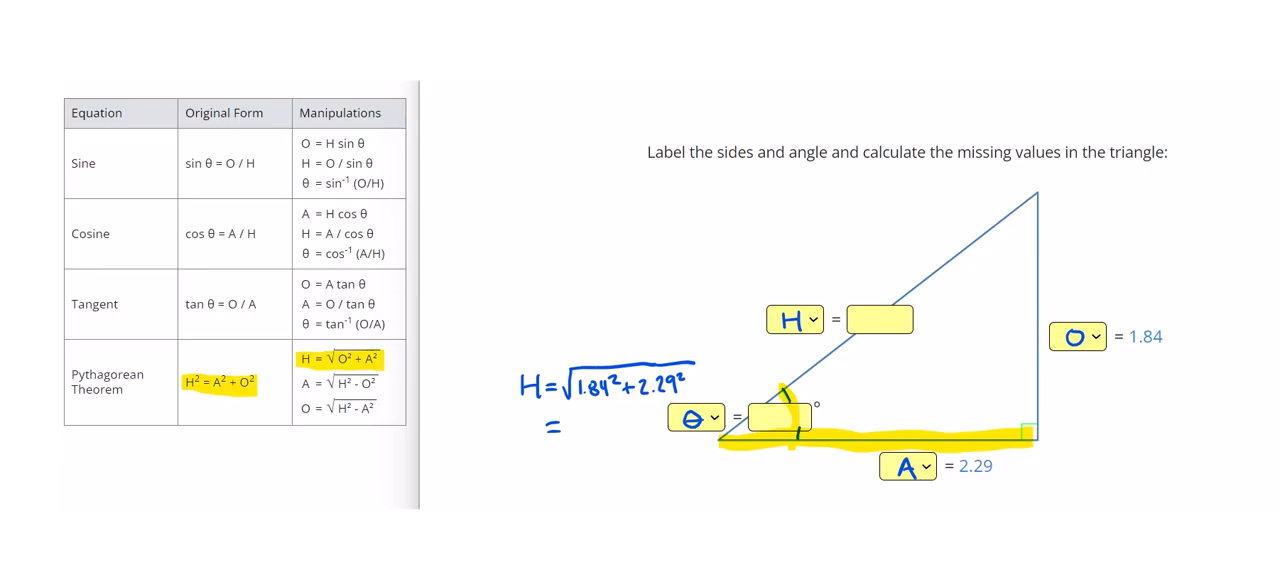 Equation Original Form Manipulations
Sine sin θ = O / H
O = H sin θ
H = O / sin θ
θ = sin⁻¹ (O/H)
Cosine cos θ = A / H
A = H cos θ
H = A / cos θ
θ = cos⁻¹ (A/H)
Tangent tan θ = O / A
O = A tan θ
A = O / tan θ
θ = tan⁻¹ (O/A)
Pythagorean
Theorem
H² = A² + O²
H = √O² + A²
A = √H² - O²
O = √H² - A²
Label the sides and angle and calculate the missing values in the triangle:
H =
O = 1.84
H = √1.84² + 2.29²
=
θ = °
A = 2.29